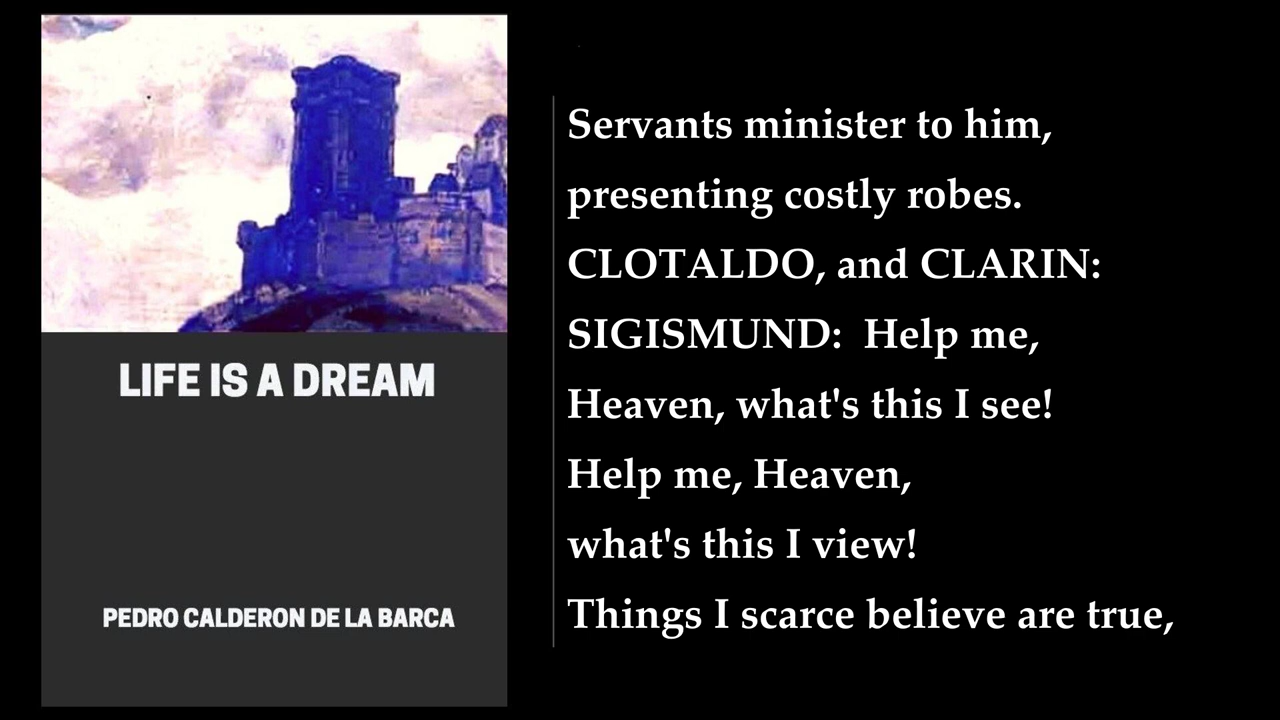 LIFE IS A DREAM
PEDRO CALDERON DE LA BARCA
Servants minister to him,
presenting costly robes.
CLOTALDO, and CLARIN:
SIGISMUND:  Help me,
Heaven, what's this I see!
Help me, Heaven,
what's this I view!
Things I scarce believe are true,